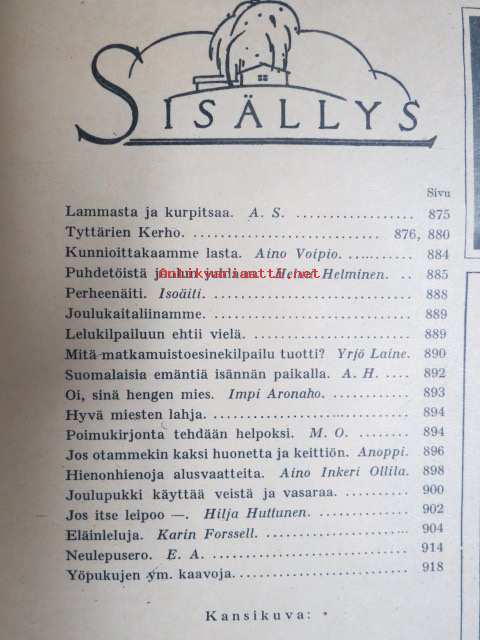 SISÄLLYS
Sivu
Lammasta ja kurpitsaa. A. S. .................. 875
Tyttärien Kerho. ............................ 876, 880
Kunnioittakaamme lasta. Aino Voipio. .......... 884
Puhdetöistä Helminen. .. 885
Perheenäiti. Isoäiti. ........................ 888
Joulukaitaliinamme. .......................... 889
Lelukilpailuun ehtii vielä. .................. 889
Mitä matkamuistoesinekilpailu tuotti? Yrjö Laine. 890
Suomalaisia emäntiä isännän paikalla. A. H. .... 892
Oi, sinä hengen mies. Impi Aronaho. .......... 893
Hyvä miesten lahja. .......................... 894
Poimukirjonta tehdään helpoksi. M. O. ........ 894
Jos otammekin kaksi huonetta ja keittiön. Anoppi. 896
Hienonhienoja alusvaatteita. Aino Inkeri Ollila. 898
Joulupukki käyttää veistä ja vasaraa. .......... 900
Jos itse leipoo —. Hilja Huttunen. ............ 902
Eläinleluja. Karin Forssell. .................. 904
Neulepusero. E. A. .......................... 914
Yöpukujen ym. kaavoja. ...................... 918
Kansikuva: